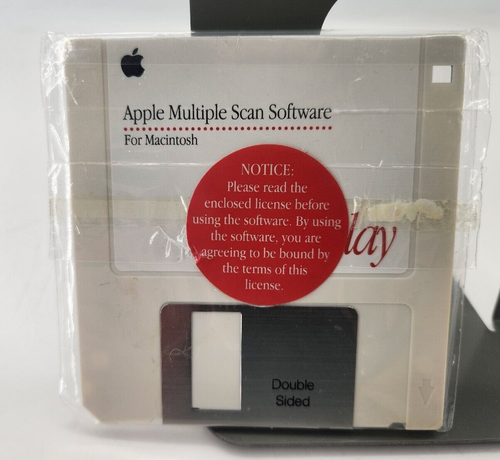 Apple Multiple Scan Software
For Macintosh
NOTICE:
Please read the
enclosed license before
using the software. By using
the software, you are
agreeing to be bound by
the terms of this
license.
lay
Double
Sided